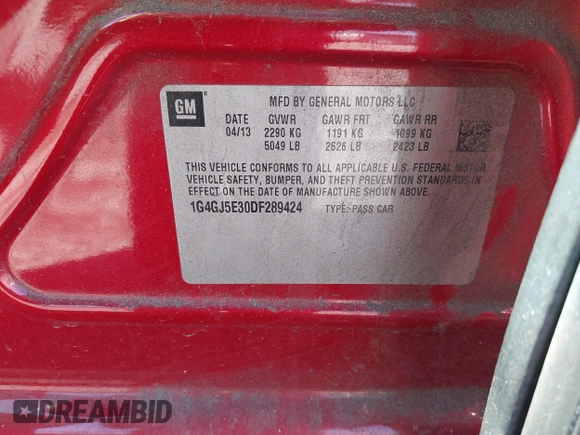 MFD BY GENERAL MOTORS LLC
GM
DATE GVWR GAWR FRT GAWR RR
04/13 2290 KG 1191 KG 1099 KG
5049 LB 2626 LB 2423 LB
THIS VEHICLE CONFORMS TO ALL APPLICABLE U.S. FEDERAL MOTOR
VEHICLE SAFETY, BUMPER, AND THEFT PREVENTION STANDARDS IN
EFFECT ON THE DATE OF MANUFACTURE SHOWN ABOVE.
1G4GJ5E30DF289424 TYPE: PASS CAR
DREAMBID